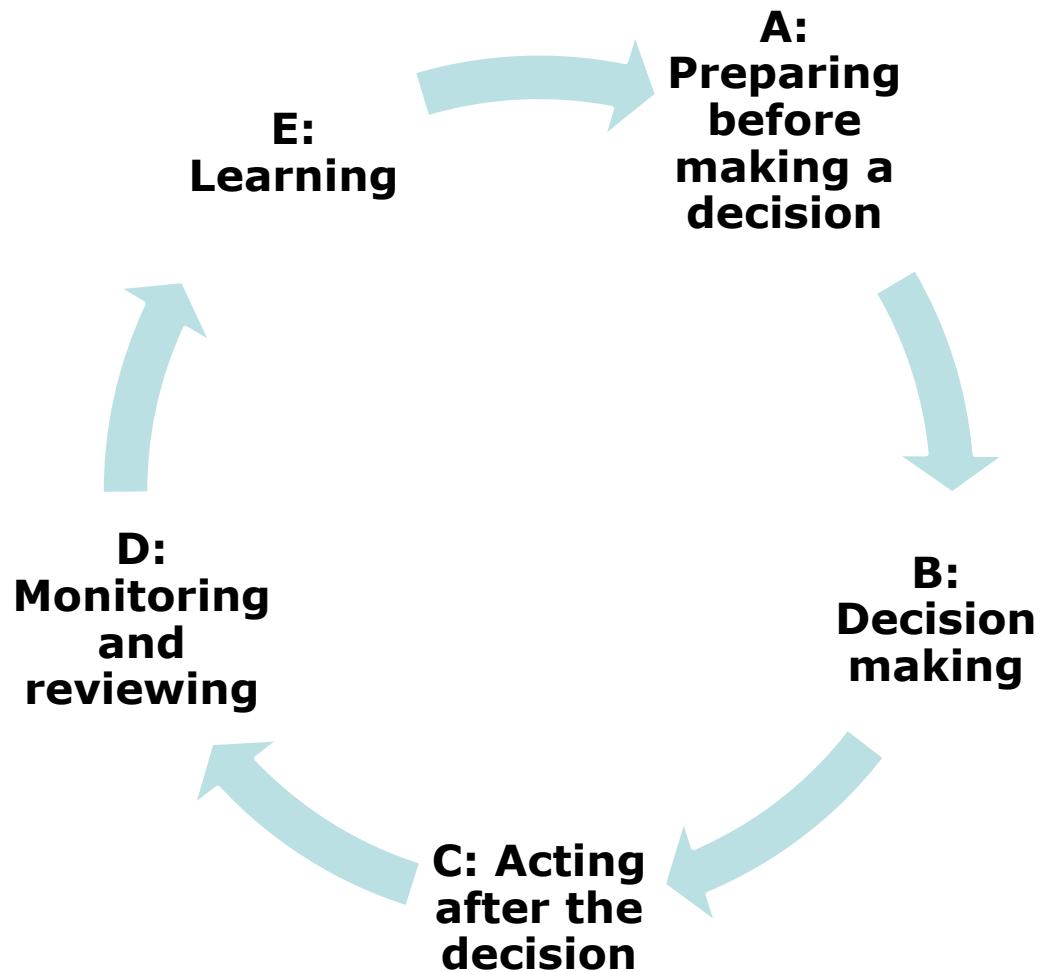 A:
Preparing
before
making a
decision
B:
Decision
making
C: Acting
after the
decision
D:
Monitoring
and
reviewing
E:
Learning